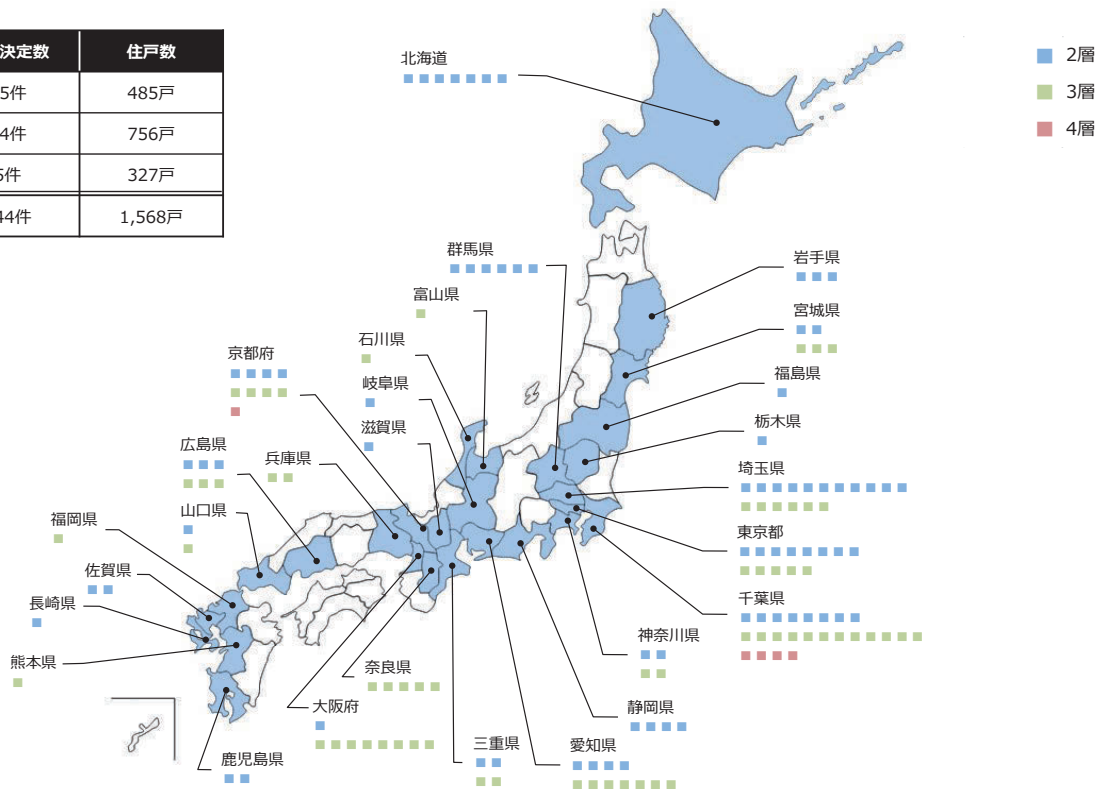 決定数 住戸数
5件 485戸
4件 756戸
件 327戸
4件 1,568戸
2層
3層
4層
北海道
群馬県
富山県
石川県
京都府
岐阜県
滋賀県
広島県
兵庫県
山口県
福岡県
佐賀県
長崎県
熊本県
鹿児島県
岩手県
宮城県
福島県
栃木県
埼玉県
東京都
千葉県
神奈川県
静岡県
愛知県
三重県
大阪府
奈良県